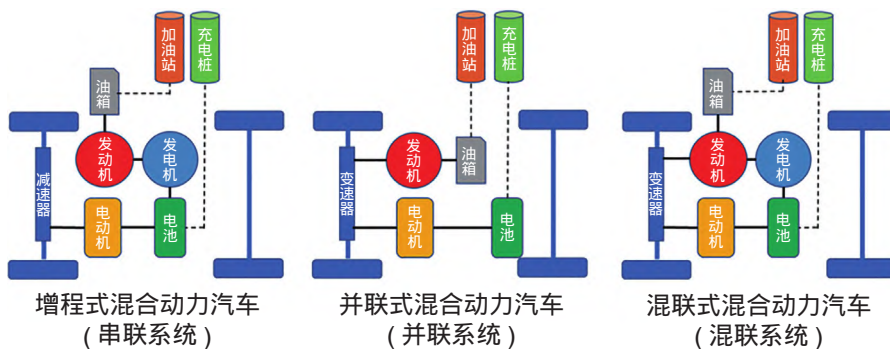 加油站
充电桩
油箱
发动机
发电机
减速器
电动机
电池
增程式混合动力汽车
(串联系统)
加油站
充电桩
发动机
油箱
变速器
电动机
电池
并联式混合动力汽车
(并联系统)
加油站
充电桩
油箱
发动机
发电机
变速器
电动机
电池
混联式混合动力汽车
(混联系统)